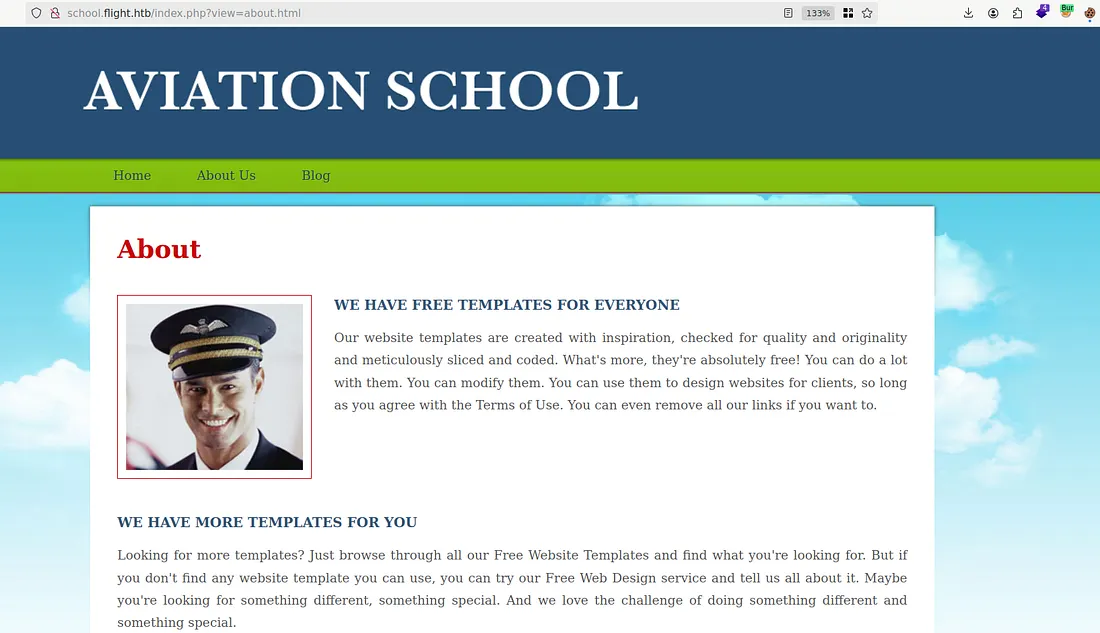 school.flight.htb/index.php?view=about.html
133%
4
Bur
AVIATION SCHOOL
Home About Us Blog
About
WE HAVE FREE TEMPLATES FOR EVERYONE
Our website templates are created with inspiration, checked for quality and originality
and meticulously sliced and coded. What's more, they're absolutely free! You can do a lot
with them. You can modify them. You can use them to design websites for clients, so long
as you agree with the Terms of Use. You can even remove all our links if you want to.
WE HAVE MORE TEMPLATES FOR YOU
Looking for more templates? Just browse through all our Free Website Templates and find what you're looking for. But if
you don't find any website template you can use, you can try our Free Web Design service and tell us all about it. Maybe
you're looking for something different, something special. And we love the challenge of doing something different and
something special.